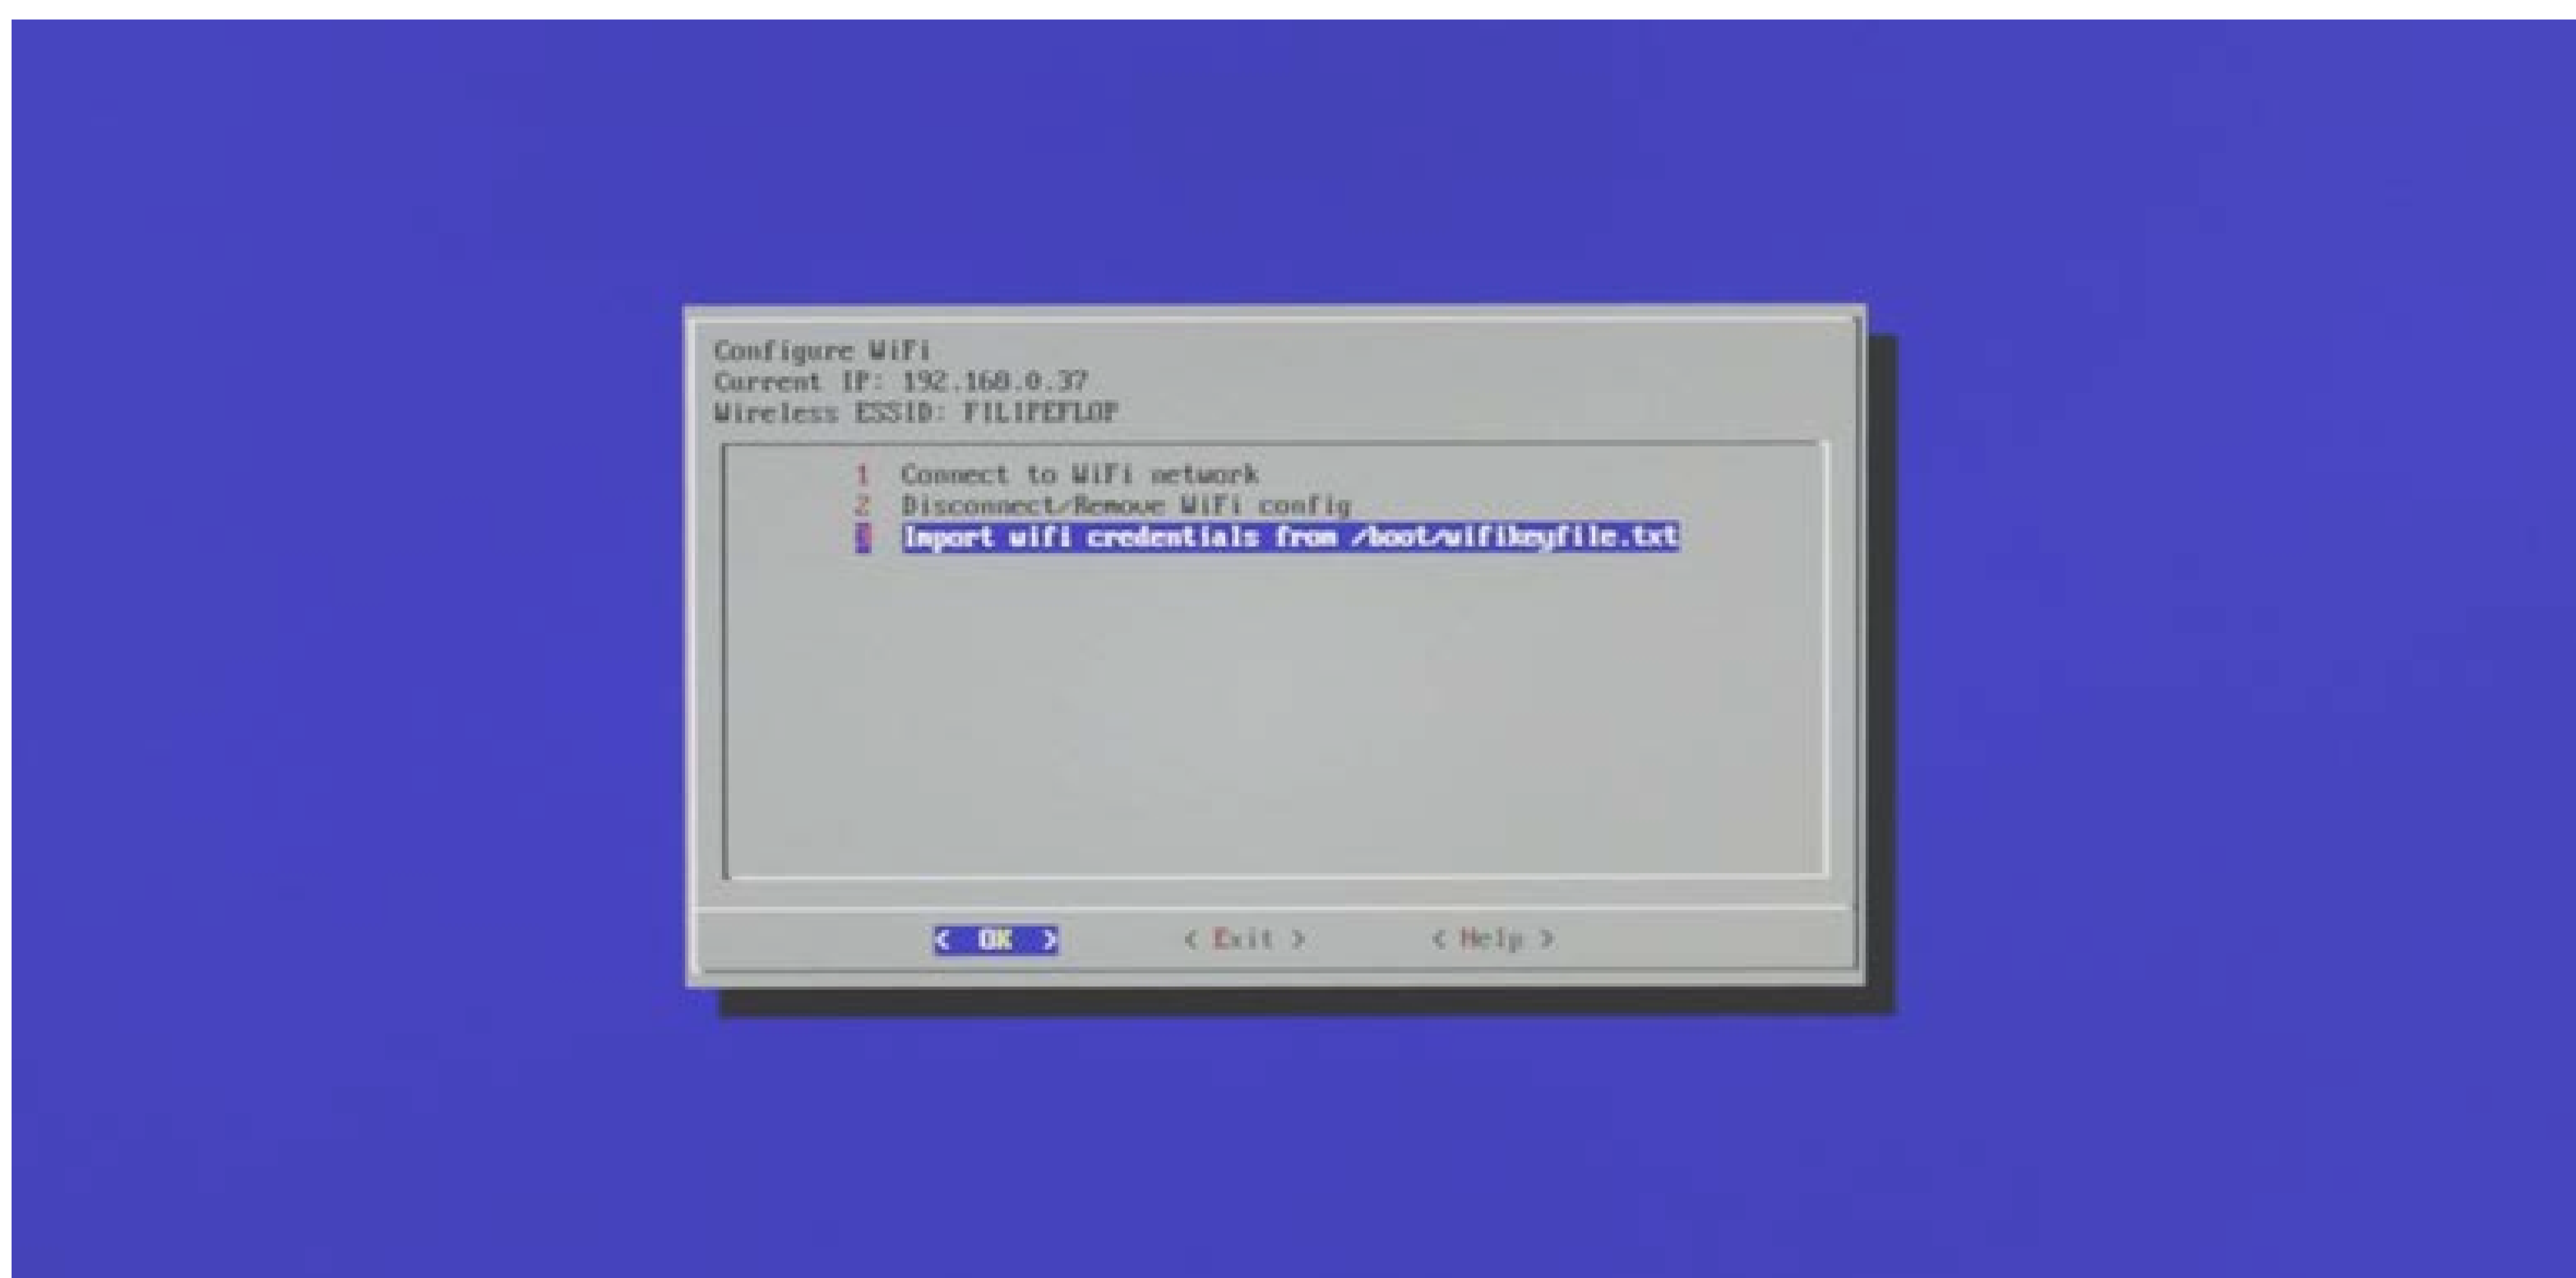 Configure WiFi
Current IP: 192.168.0.37
Wireless ESSID: FILIPEFLOP
1 Connect to WiFi network
2 Disconnect/Remove WiFi config
3 Import wifi credentials from /boot/wifikeyfile.txt
< OK > < Exit > < Help >